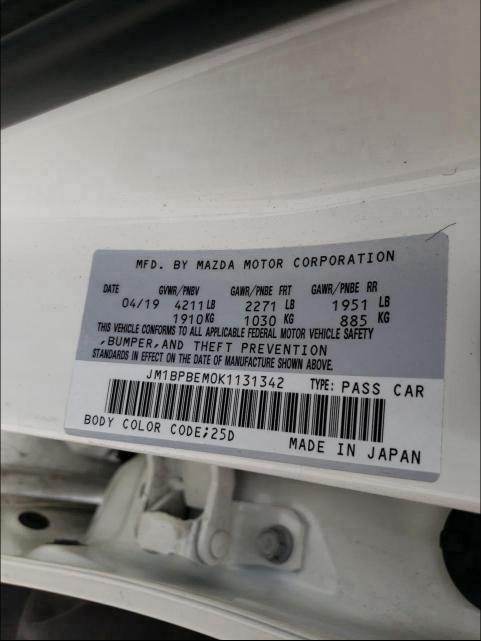 MFD. BY MAZDA MOTOR CORPORATION
DATE GVWR/PNBV GAWR/PNBE FRT GAWR/PNBE RR
04/19 4211 LB 2271 LB 1951 LB
1910 KG 1030 KG 885 KG
THIS VEHICLE CONFORMS TO ALL APPLICABLE FEDERAL MOTOR VEHICLE SAFETY
,BUMPER,AND THEFT PREVENTION
STANDARDS IN EFFECT ON THE DATE OF MANUFACTURE SHOWN ABOVE.
JM1BPBEM0K1131342 TYPE: PASS CAR
BODY COLOR CODE;25D MADE IN JAPAN